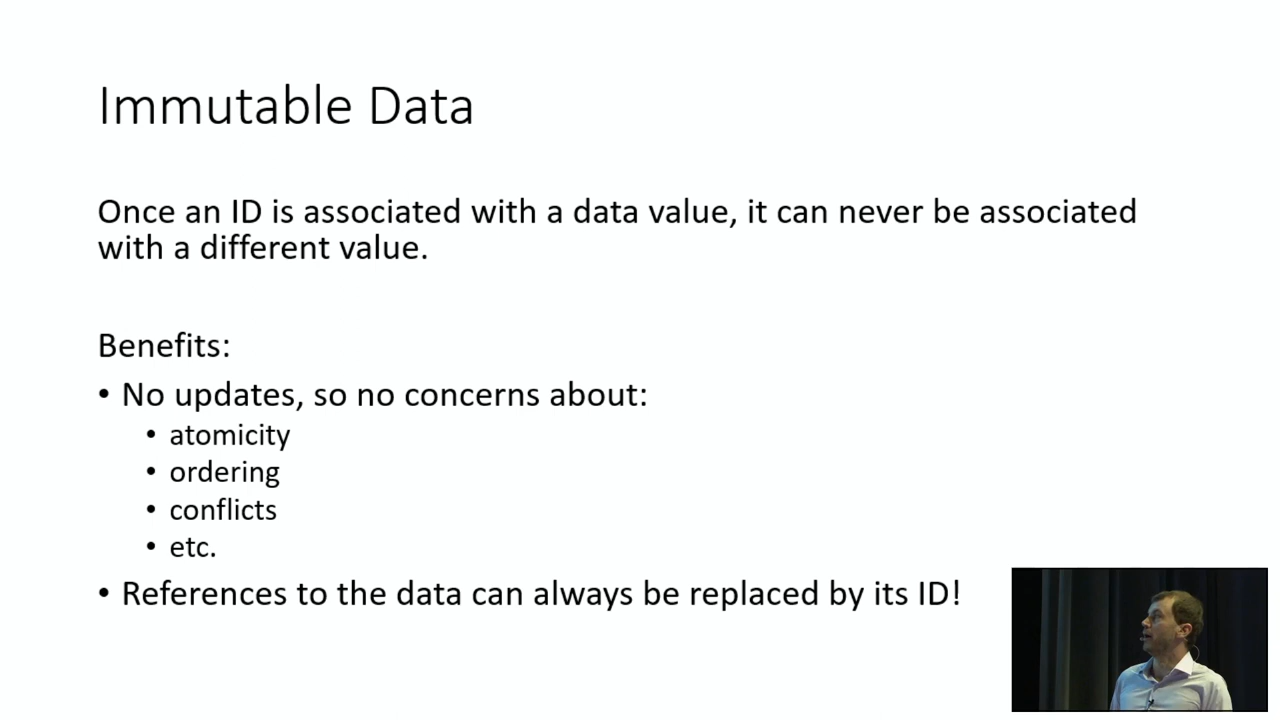 Immutable Data
Once an ID is associated with a data value, it can never be associated
with a different value.
Benefits:
• No updates, so no concerns about:
• atomicity
• ordering
• conflicts
• etc.
• References to the data can always be replaced by its ID!